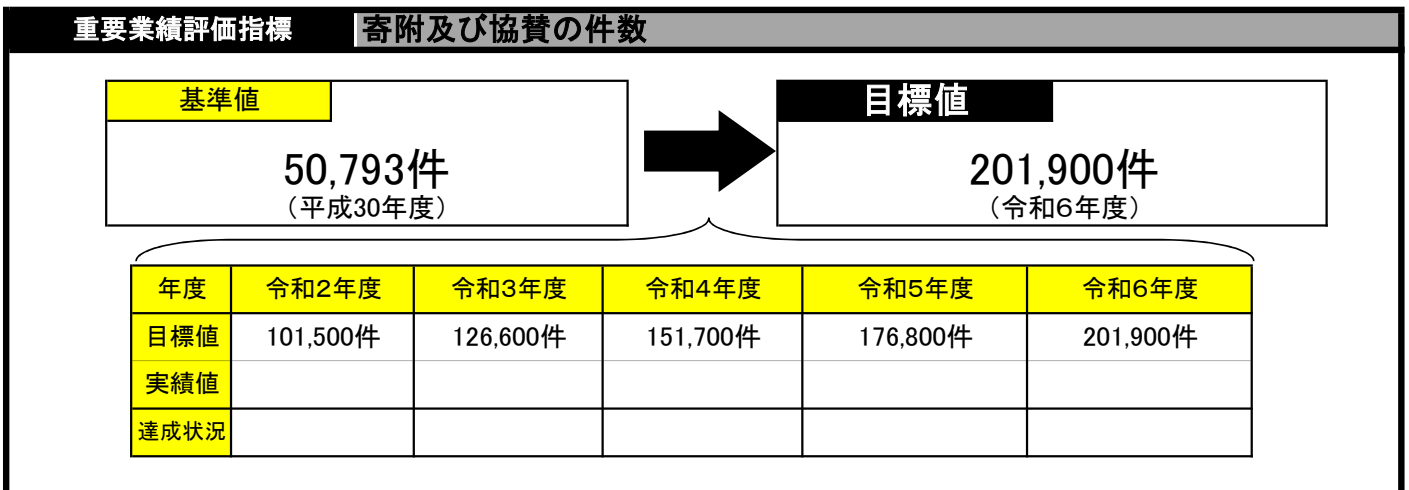 重要業績評価指標 寄附及び協賛の件数
基準値
50,793件
（平成30年度）
目標値
201,900件
（令和６年度）
年度 令和２年度 令和３年度 令和４年度 令和５年度 令和６年度
目標値 101,500件 126,600件 151,700件 176,800件 201,900件
実績値
達成状況